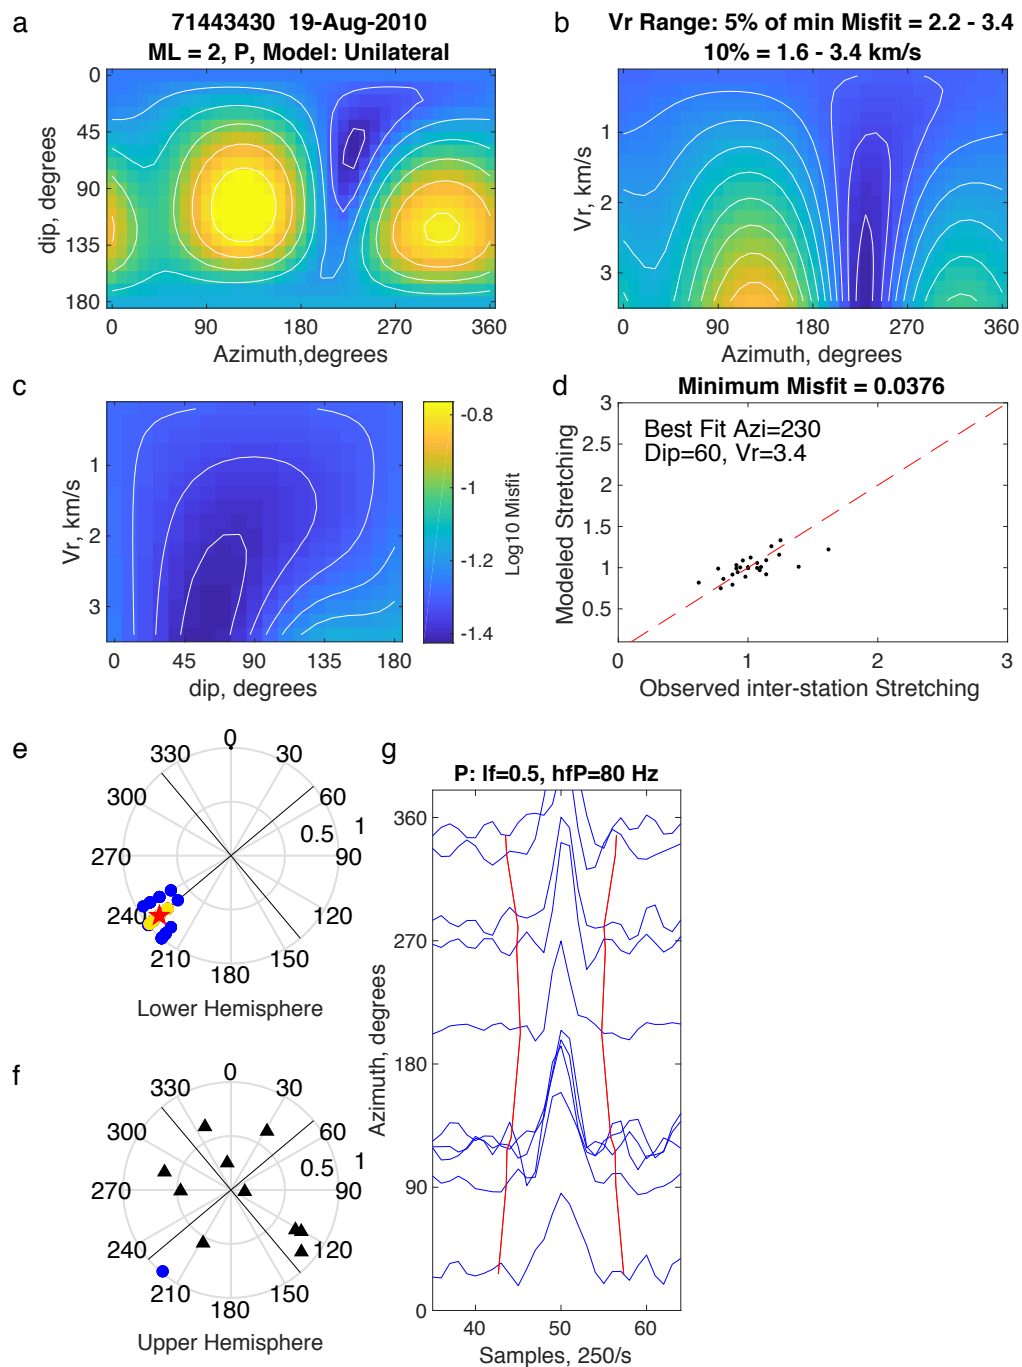 a
71443430  19-Aug-2010
ML = 2, P, Model: Unilateral
0
45
90
135
180
dip, degrees
0
90
180
270
360
Azimuth,degrees
b
Vr Range: 5% of min Misfit = 2.2 - 3.4
10% = 1.6 - 3.4 km/s
1
2
3
Vr, km/s
0
90
180
270
360
Azimuth, degrees
c
1
2
3
Vr, km/s
0
45
90
135
180
dip, degrees
-0.8
-1
-1.2
-1.4
Log10 Misfit
d
Minimum Misfit = 0.0376
Best Fit Azi=230
Dip=60, Vr=3.4
3
2.5
2
1.5
1
0.5
Modeled Stretching
0
1
2
3
Observed inter-station Stretching
e
0
30
60
90
120
150
180
210
240
270
300
330
0.5
1
Lower Hemisphere
f
0
30
60
90
120
150
180
210
240
270
300
330
0.5
1
Upper Hemisphere
g
P: lf=0.5, hfP=80 Hz
360
270
180
90
0
Azimuth, degrees
40
50
60
Samples, 250/s